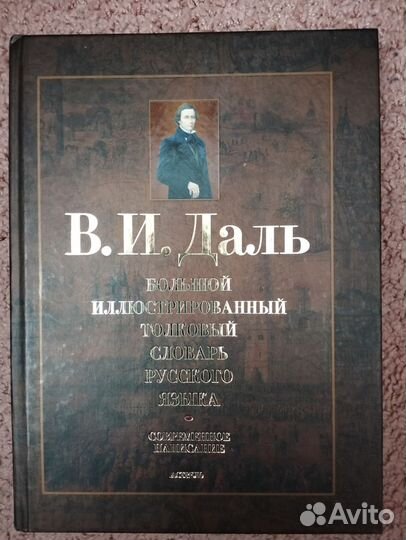 В.И.Даль
БОЛЬШОЙ
ИЛЛЮСТРИРОВАННЫЙ
ТОЛКОВЫЙ
СЛОВАРЬ
РУССКОГО
ЯЗЫКА
СОВРЕМЕННОЕ
НАПИСАНИЕ
АСТРЕЛЬ
Avito